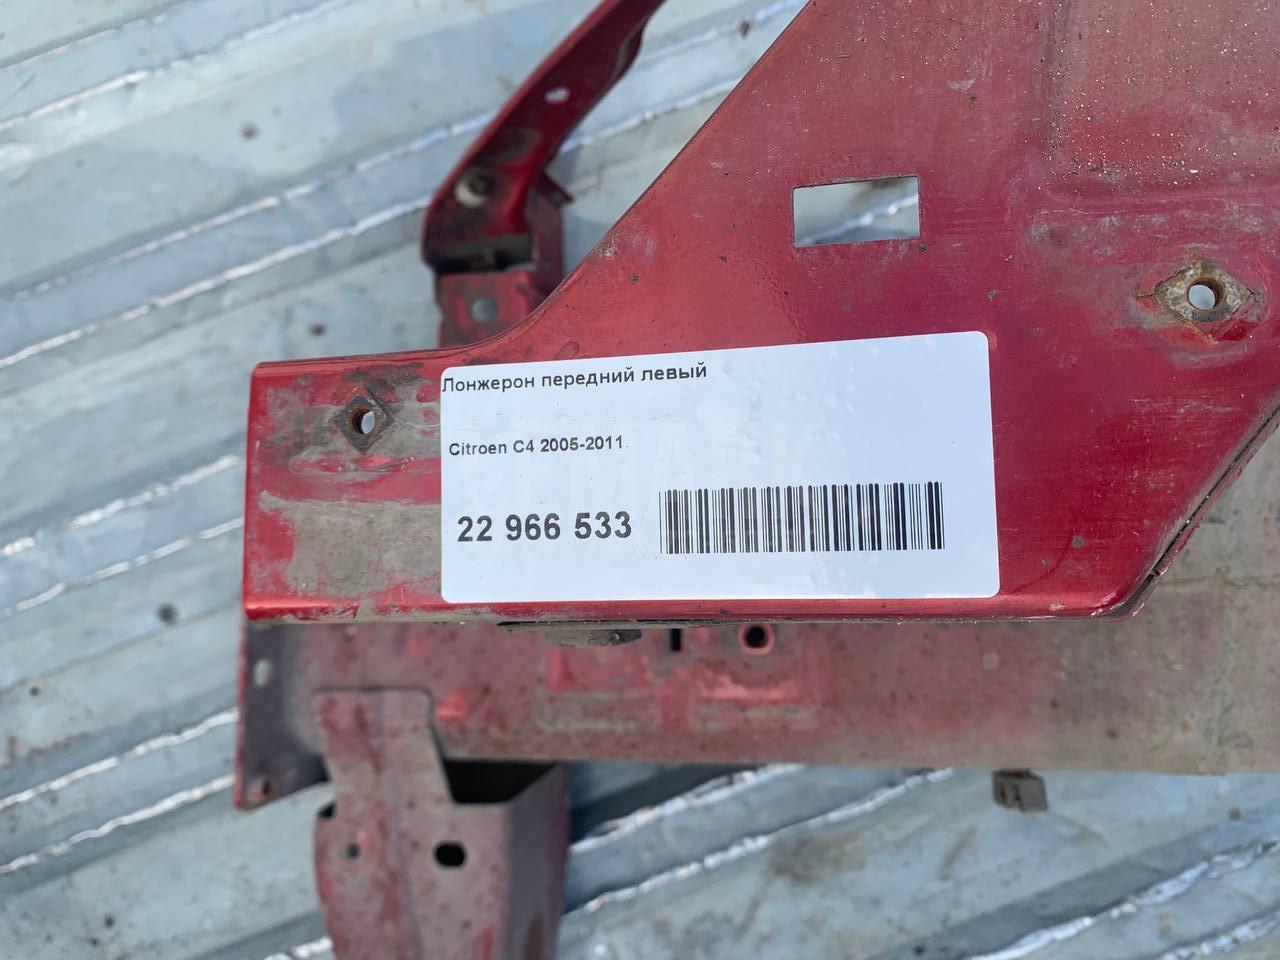 Лонжерон передний левый
Citroen C4 2005-2011
22 966 533